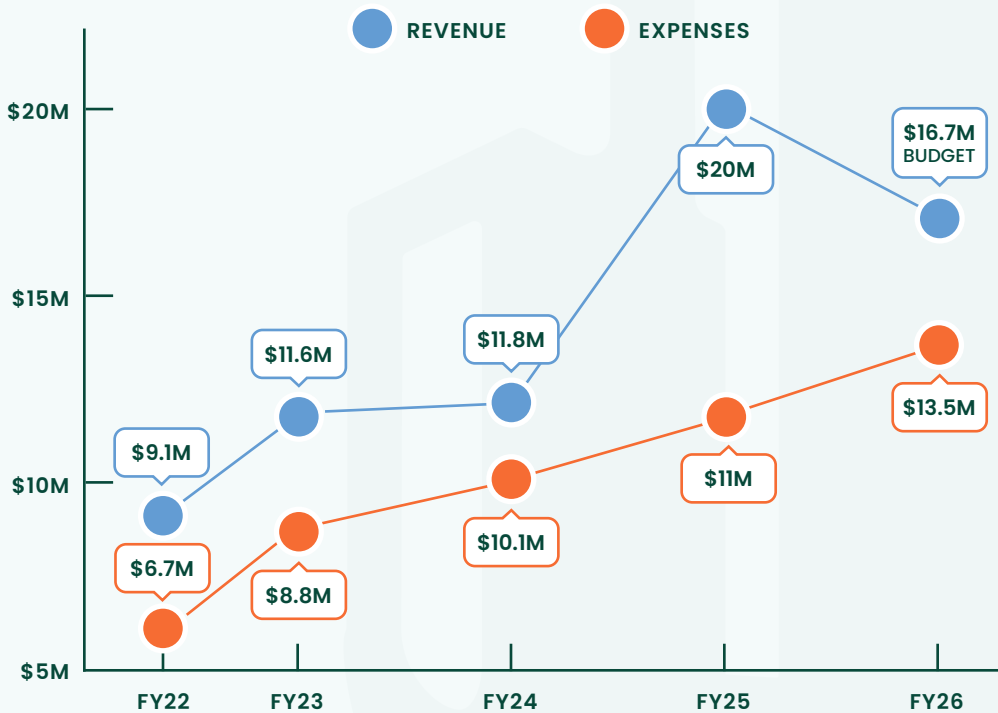 REVENUE
EXPENSES
$20M
$15M
$10M
$5M
$9.1M
$11.6M
$11.8M
$20M
$16.7M
BUDGET
$6.7M
$8.8M
$10.1M
$11M
$13.5M
FY22
FY23
FY24
FY25
FY26